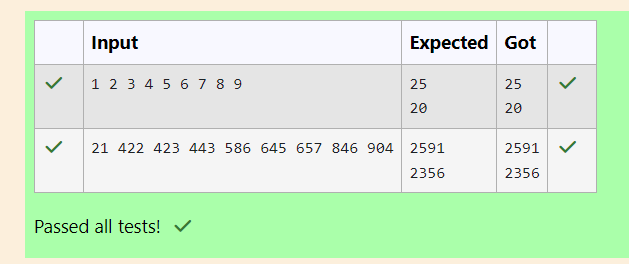 Input Expected Got
1 2 3 4 5 6 7 8 9 25 25
20 20
21 422 423 443 586 645 657 846 904 2591 2591
2356 2356
Passed all tests!